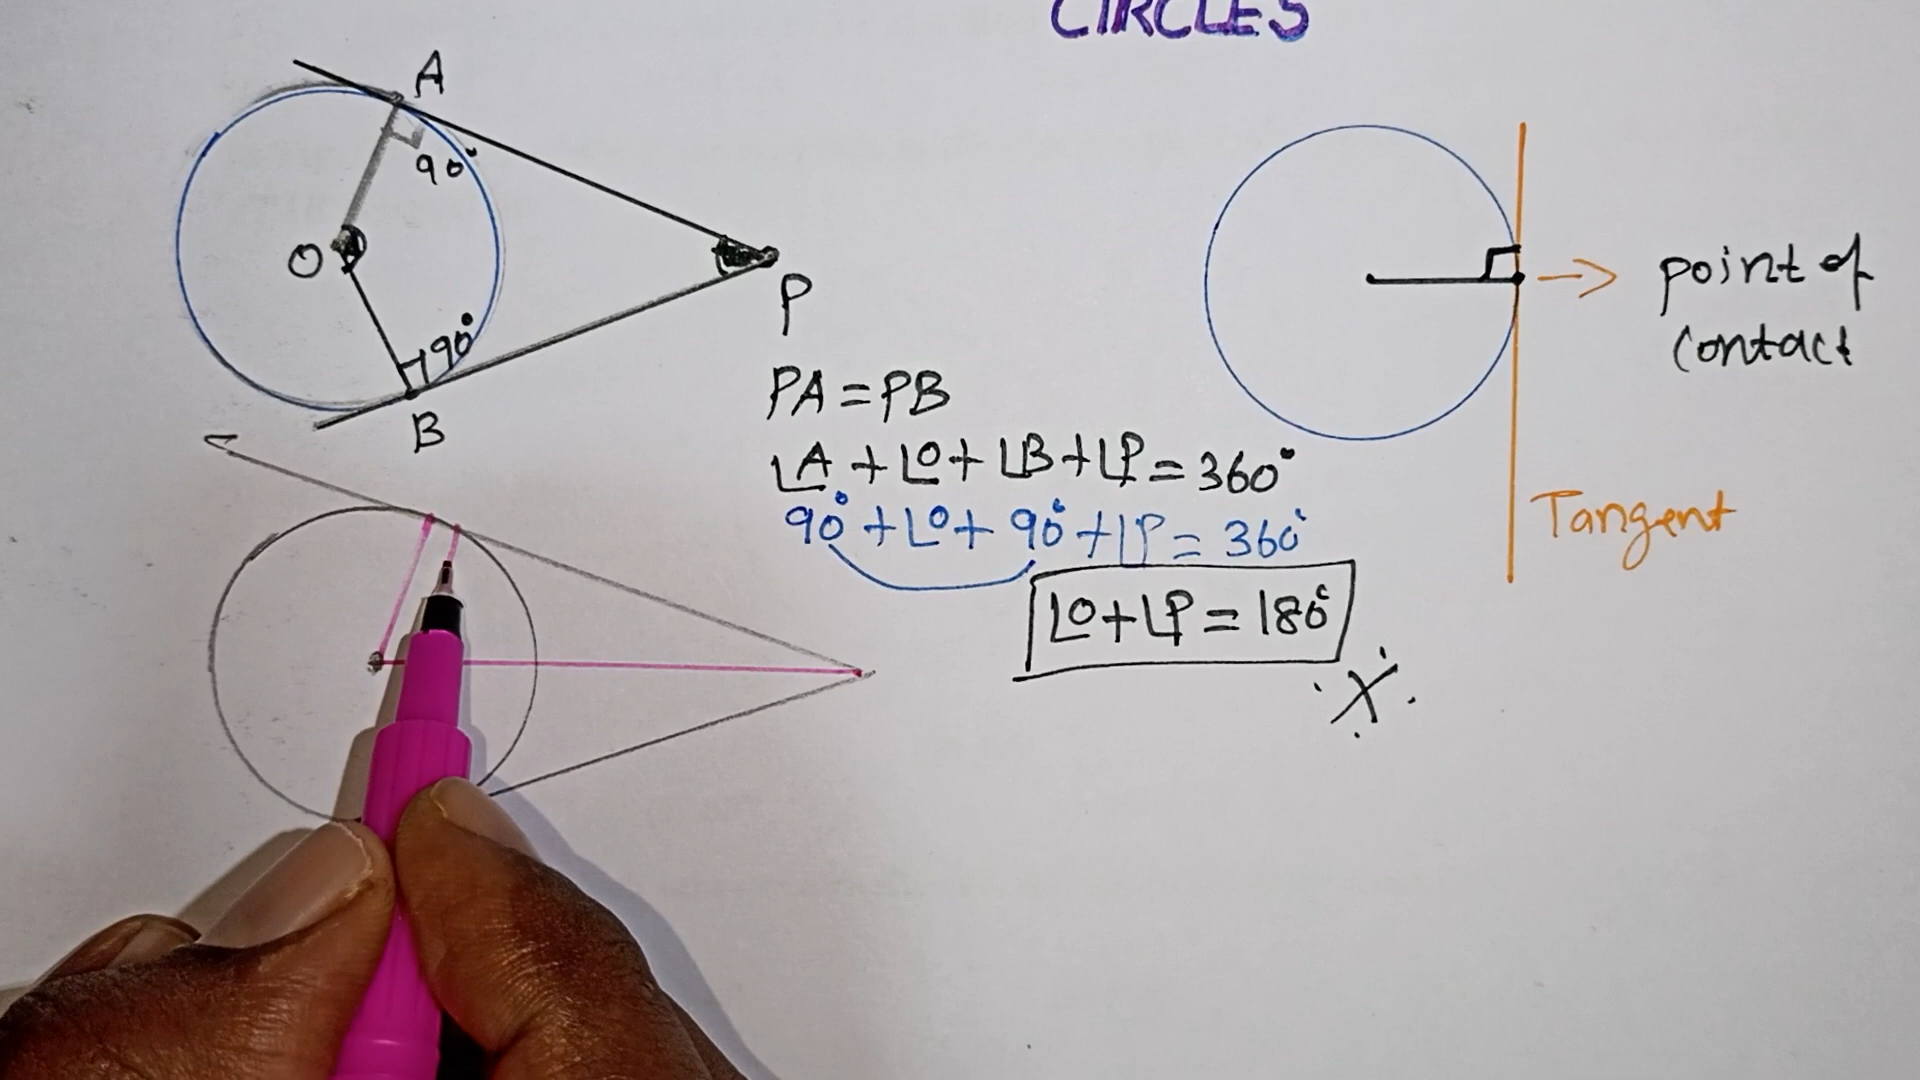 CIRCLES
A
90°
O
P
90°
B
point of
contact
PA = PB
∠A + ∠O + ∠B + ∠P = 360°
90° + ∠O + 90° + ∠P = 360°
∠O + ∠P = 180°
Tangent